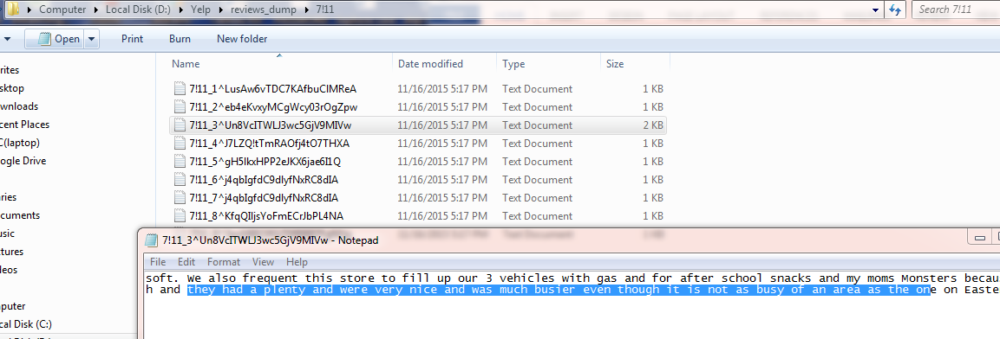 Computer ▸ Local Disk (D:) ▸ Yelp ▸ reviews_dump ▸ 7!11
Search 7!11
Open Print Burn New folder
Name Date modified Type Size
rites
sktop
wnloads
cent Places
C(laptop)
ogle Drive
aries
cuments
usic
ctures
deos
mputer
cal Disk (C:)
7!11_1^LusAw6vTDC7KAfbuClMReA 11/16/2015 5:17 PM Text Document 1 KB
7!11_2^eb4eKvxyMCgWcy03rOgZpw 11/16/2015 5:17 PM Text Document 1 KB
7!11_3^Un8VcITWLJ3wc5GjV9MIVw 11/16/2015 5:17 PM Text Document 2 KB
7!11_4^J7LZQ!tTmRAOfj4tO7THXA 11/16/2015 5:17 PM Text Document 1 KB
7!11_5^gH5lkxHPP2eJKX6jae6I1Q 11/16/2015 5:17 PM Text Document 1 KB
7!11_6^j4qbIgfdC9dlyfNxRC8dIA 11/16/2015 5:17 PM Text Document 1 KB
7!11_7^j4qbIgfdC9dlyfNxRC8dIA 11/16/2015 5:17 PM Text Document 1 KB
7!11_8^KfqQIljsYoFmECrJbPL4NA 11/16/2015 5:17 PM Text Document 1 KB
7!11_3^Un8VcITWLJ3wc5GjV9MIVw - Notepad
File Edit Format View Help
soft. We also frequent this store to fill up our 3 vehicles with gas and for after school snacks and my moms Monsters becau
h and they had a plenty and were very nice and was much busier even though it is not as busy of an area as the one on Easte